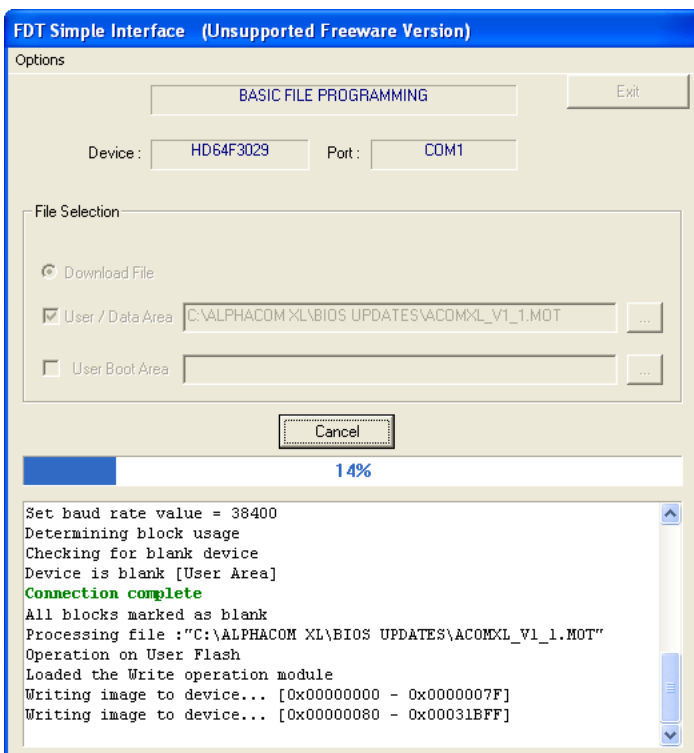 FDT Simple Interface (Unsupported Freeware Version)
Options
BASIC FILE PROGRAMMING
Exit
Device : HD64F3029 Port : COM1
File Selection
Download File
User / Data Area C:\ALPHACOM XL\BIOS UPDATES\ACOMXL_V1_1.MOT ...
User Boot Area ...
Cancel
14%
Set baud rate value = 38400
Determining block usage
Checking for blank device
Device is blank [User Area]
Connection complete
All blocks marked as blank
Processing file :"C:\ALPHACOM XL\BIOS UPDATES\ACOMXL_V1_1.MOT"
Operation on User Flash
Loaded the Write operation module
Writing image to device... [0x00000000 - 0x0000007F]
Writing image to device... [0x00000080 - 0x00031BFF]